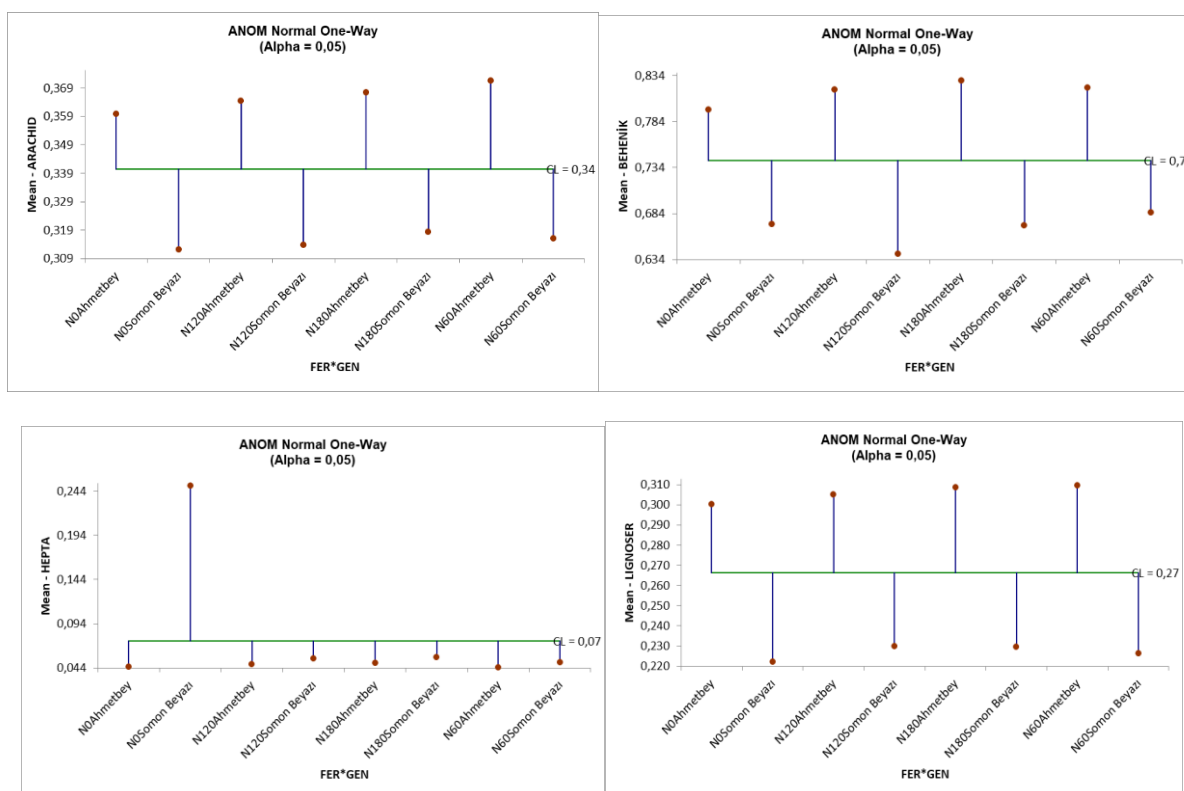 ANOM Normal One-Way
(Alpha = 0,05)
Mean - ARACHID
0,369
0,359
0,349
0,339
0,329
0,319
0,309
CL = 0,34
N0Ahmetbey
N0Somon Beyazı
N120Ahmetbey
N120Somon Beyazı
N180Ahmetbey
N180Somon Beyazı
N60Ahmetbey
N60Somon Beyazı
FER*GEN
ANOM Normal One-Way
(Alpha = 0,05)
Mean - BEHENİK
0,834
0,784
0,734
0,684
0,634
CL = 0,7
N0Ahmetbey
N0Somon Beyazı
N120Ahmetbey
N120Somon Beyazı
N180Ahmetbey
N180Somon Beyazı
N60Ahmetbey
N60Somon Beyazı
FER*GEN
ANOM Normal One-Way
(Alpha = 0,05)
Mean - HEPTA
0,244
0,194
0,144
0,094
0,044
CL = 0,07
N0Ahmetbey
N0Somon Beyazı
N120Ahmetbey
N120Somon Beyazı
N180Ahmetbey
N180Somon Beyazı
N60Ahmetbey
N60Somon Beyazı
FER*GEN
ANOM Normal One-Way
(Alpha = 0,05)
Mean - LIGNOSER
0,310
0,300
0,290
0,280
0,270
0,260
0,250
0,240
0,230
0,220
CL = 0,27
N0Ahmetbey
N0Somon Beyazı
N120Ahmetbey
N120Somon Beyazı
N180Ahmetbey
N180Somon Beyazı
N60Ahmetbey
N60Somon Beyazı
FER*GEN